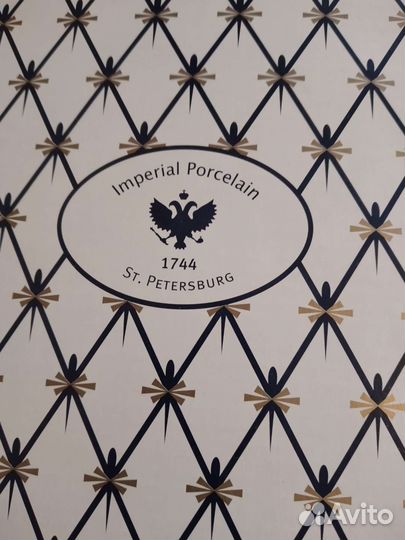 Imperial Porcelain
1744
St. Petersburg
Avito